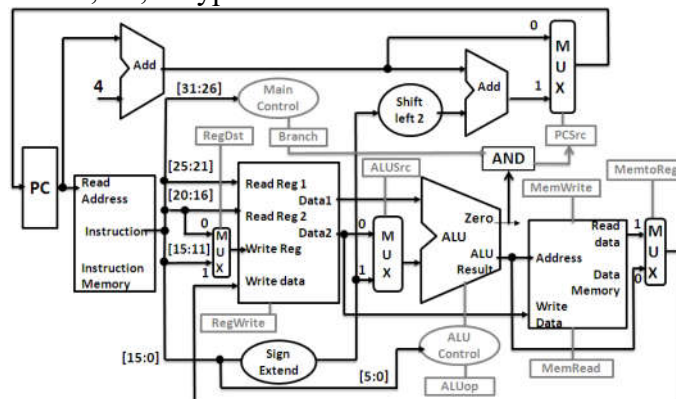 0
M
U
X
1
Add
4
Add
[31:26]
Main
Control
Shift
left 2
RegDst
Branch
PCSrc
AND
[25:21]
ALUSrc
MemtoReg
PC
Read
Address
Read Reg 1
MemWrite
Data1
[20:16]
Read Reg 2
Zero
Instruction
0
Data2
0
Read
data
1
M
U
X
Write Reg
M
U
X
ALU
ALU
Result
Address
M
U
X
[15:11]
1
Instruction
Memory
Write data
1
Data
Memory
0
Write
Data
RegWrite
[15:0]
Sign
Extend
[5:0]
ALU
Control
MemRead
ALUop